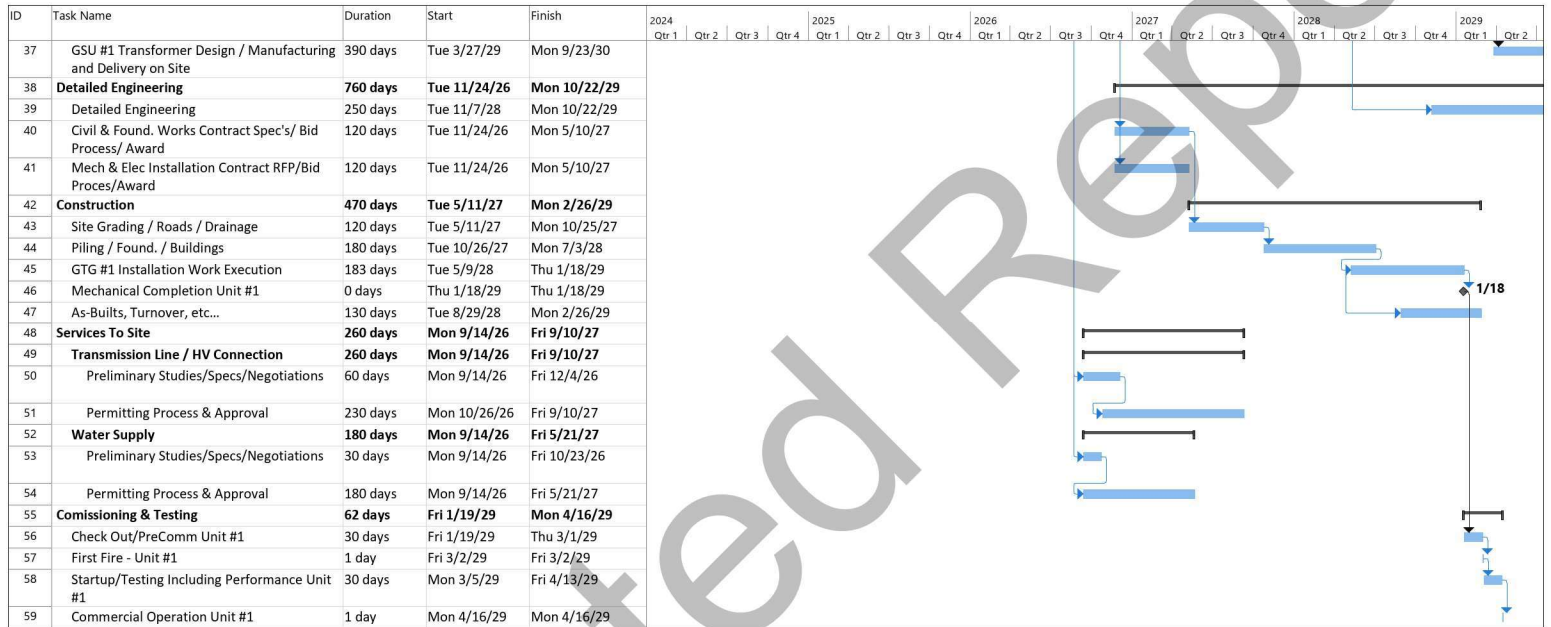 ID Task Name Duration Start Finish
2024 2025 2026 2027 2028 2029
Qtr 1 Qtr 2 Qtr 3 Qtr 4 Qtr 1 Qtr 2 Qtr 3 Qtr 4 Qtr 1 Qtr 2 Qtr 3 Qtr 4 Qtr 1 Qtr 2 Qtr 3 Qtr 4 Qtr 1 Qtr 2 Qtr 3 Qtr 4 Qtr 1 Qtr 2
37 GSU #1 Transformer Design / Manufacturing 390 days Tue 3/27/29 Mon 9/23/30
and Delivery on Site
38 Detailed Engineering 760 days Tue 11/24/26 Mon 10/22/29
39 Detailed Engineering 250 days Tue 11/7/28 Mon 10/22/29
40 Civil & Found. Works Contract Spec's/ Bid 120 days Tue 11/24/26 Mon 5/10/27
Process/ Award
41 Mech & Elec Installation Contract RFP/Bid 120 days Tue 11/24/26 Mon 5/10/27
Proces/Award
42 Construction 470 days Tue 5/11/27 Mon 2/26/29
43 Site Grading / Roads / Drainage 120 days Tue 5/11/27 Mon 10/25/27
44 Piling / Found. / Buildings 180 days Tue 10/26/27 Mon 7/3/28
45 GTG #1 Installation Work Execution 183 days Tue 5/9/28 Thu 1/18/29
46 Mechanical Completion Unit #1 0 days Thu 1/18/29 Thu 1/18/29 1/18
47 As-Builts, Turnover, etc... 130 days Tue 8/29/28 Mon 2/26/29
48 Services To Site 260 days Mon 9/14/26 Fri 9/10/27
49 Transmission Line / HV Connection 260 days Mon 9/14/26 Fri 9/10/27
50 Preliminary Studies/Specs/Negotiations 60 days Mon 9/14/26 Fri 12/4/26
51 Permitting Process & Approval 230 days Mon 10/26/26 Fri 9/10/27
52 Water Supply 180 days Mon 9/14/26 Fri 5/21/27
53 Preliminary Studies/Specs/Negotiations 30 days Mon 9/14/26 Fri 10/23/26
54 Permitting Process & Approval 180 days Mon 9/14/26 Fri 5/21/27
55 Comissioning & Testing 62 days Fri 1/19/29 Mon 4/16/29
56 Check Out/PreComm Unit #1 30 days Fri 1/19/29 Thu 3/1/29
57 First Fire - Unit #1 1 day Fri 3/2/29 Fri 3/2/29
58 Startup/Testing Including Performance Unit 30 days Mon 3/5/29 Fri 4/13/29
#1
59 Commercial Operation Unit #1 1 day Mon 4/16/29 Mon 4/16/29
ted Repo